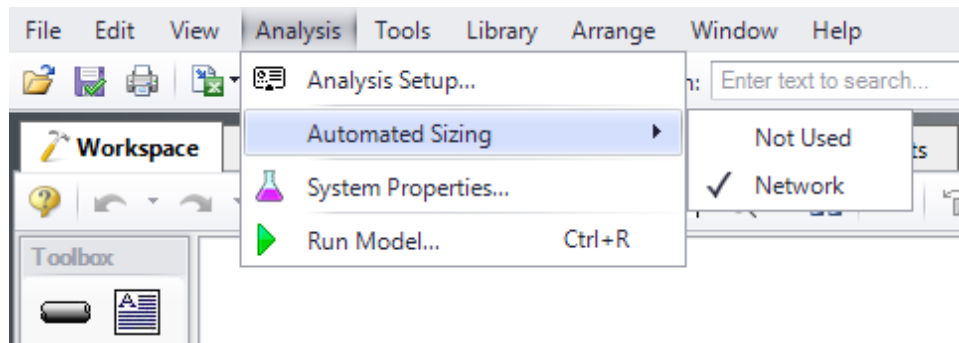 File Edit View Analysis Tools Library Arrange Window Help
Enter text to search...
Analysis Setup...
Workspace
Automated Sizing
Not Used
System Properties...
Network
Toolbox
Run Model... Ctrl+R
A